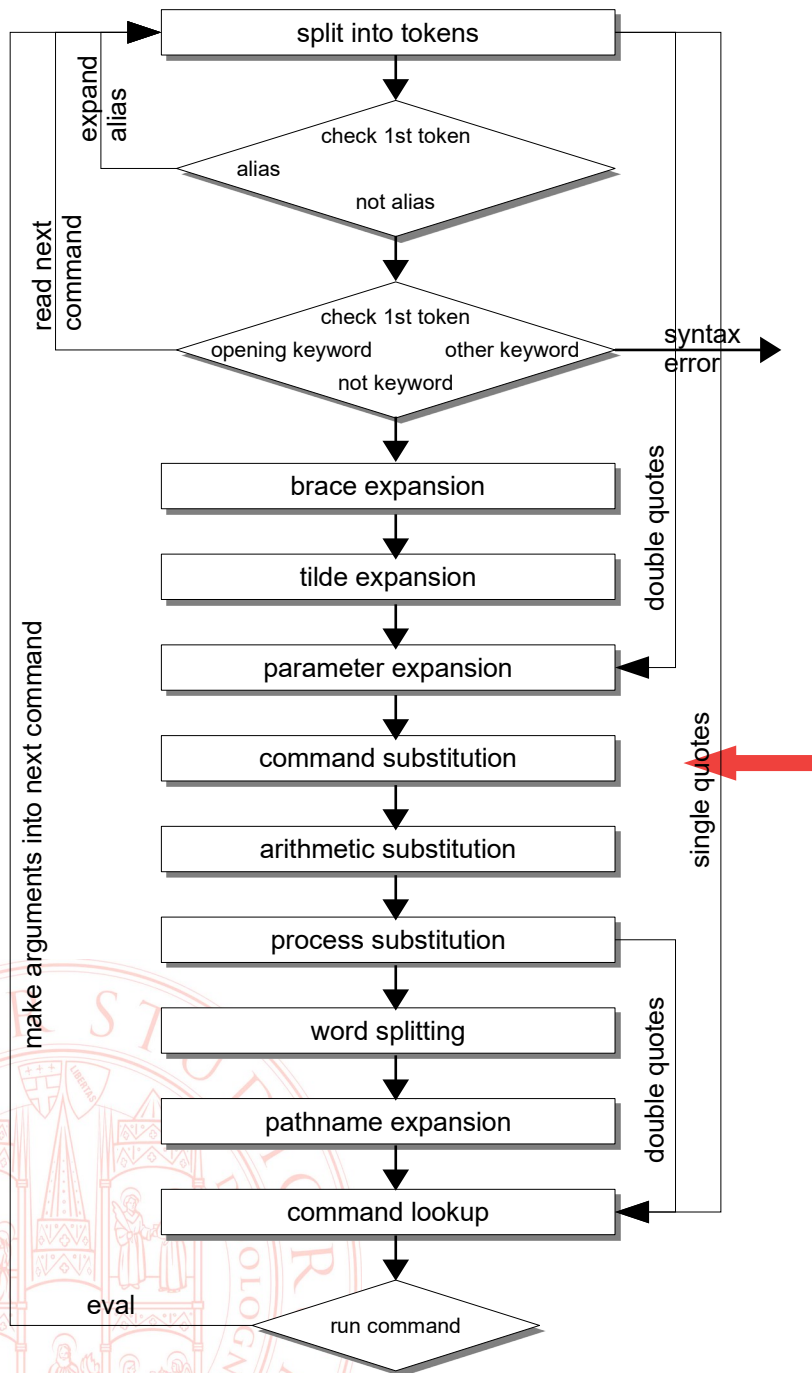 split into tokens
expand
alias
check 1st token
alias
not alias
read next
command
check 1st token
opening keyword
other keyword
not keyword
syntax
error
brace expansion
double quotes
tilde expansion
parameter expansion
make arguments into next command
command substitution
single quotes
arithmetic substitution
process substitution
word splitting
double quotes
pathname expansion
command lookup
eval
run command
LIBERTAS